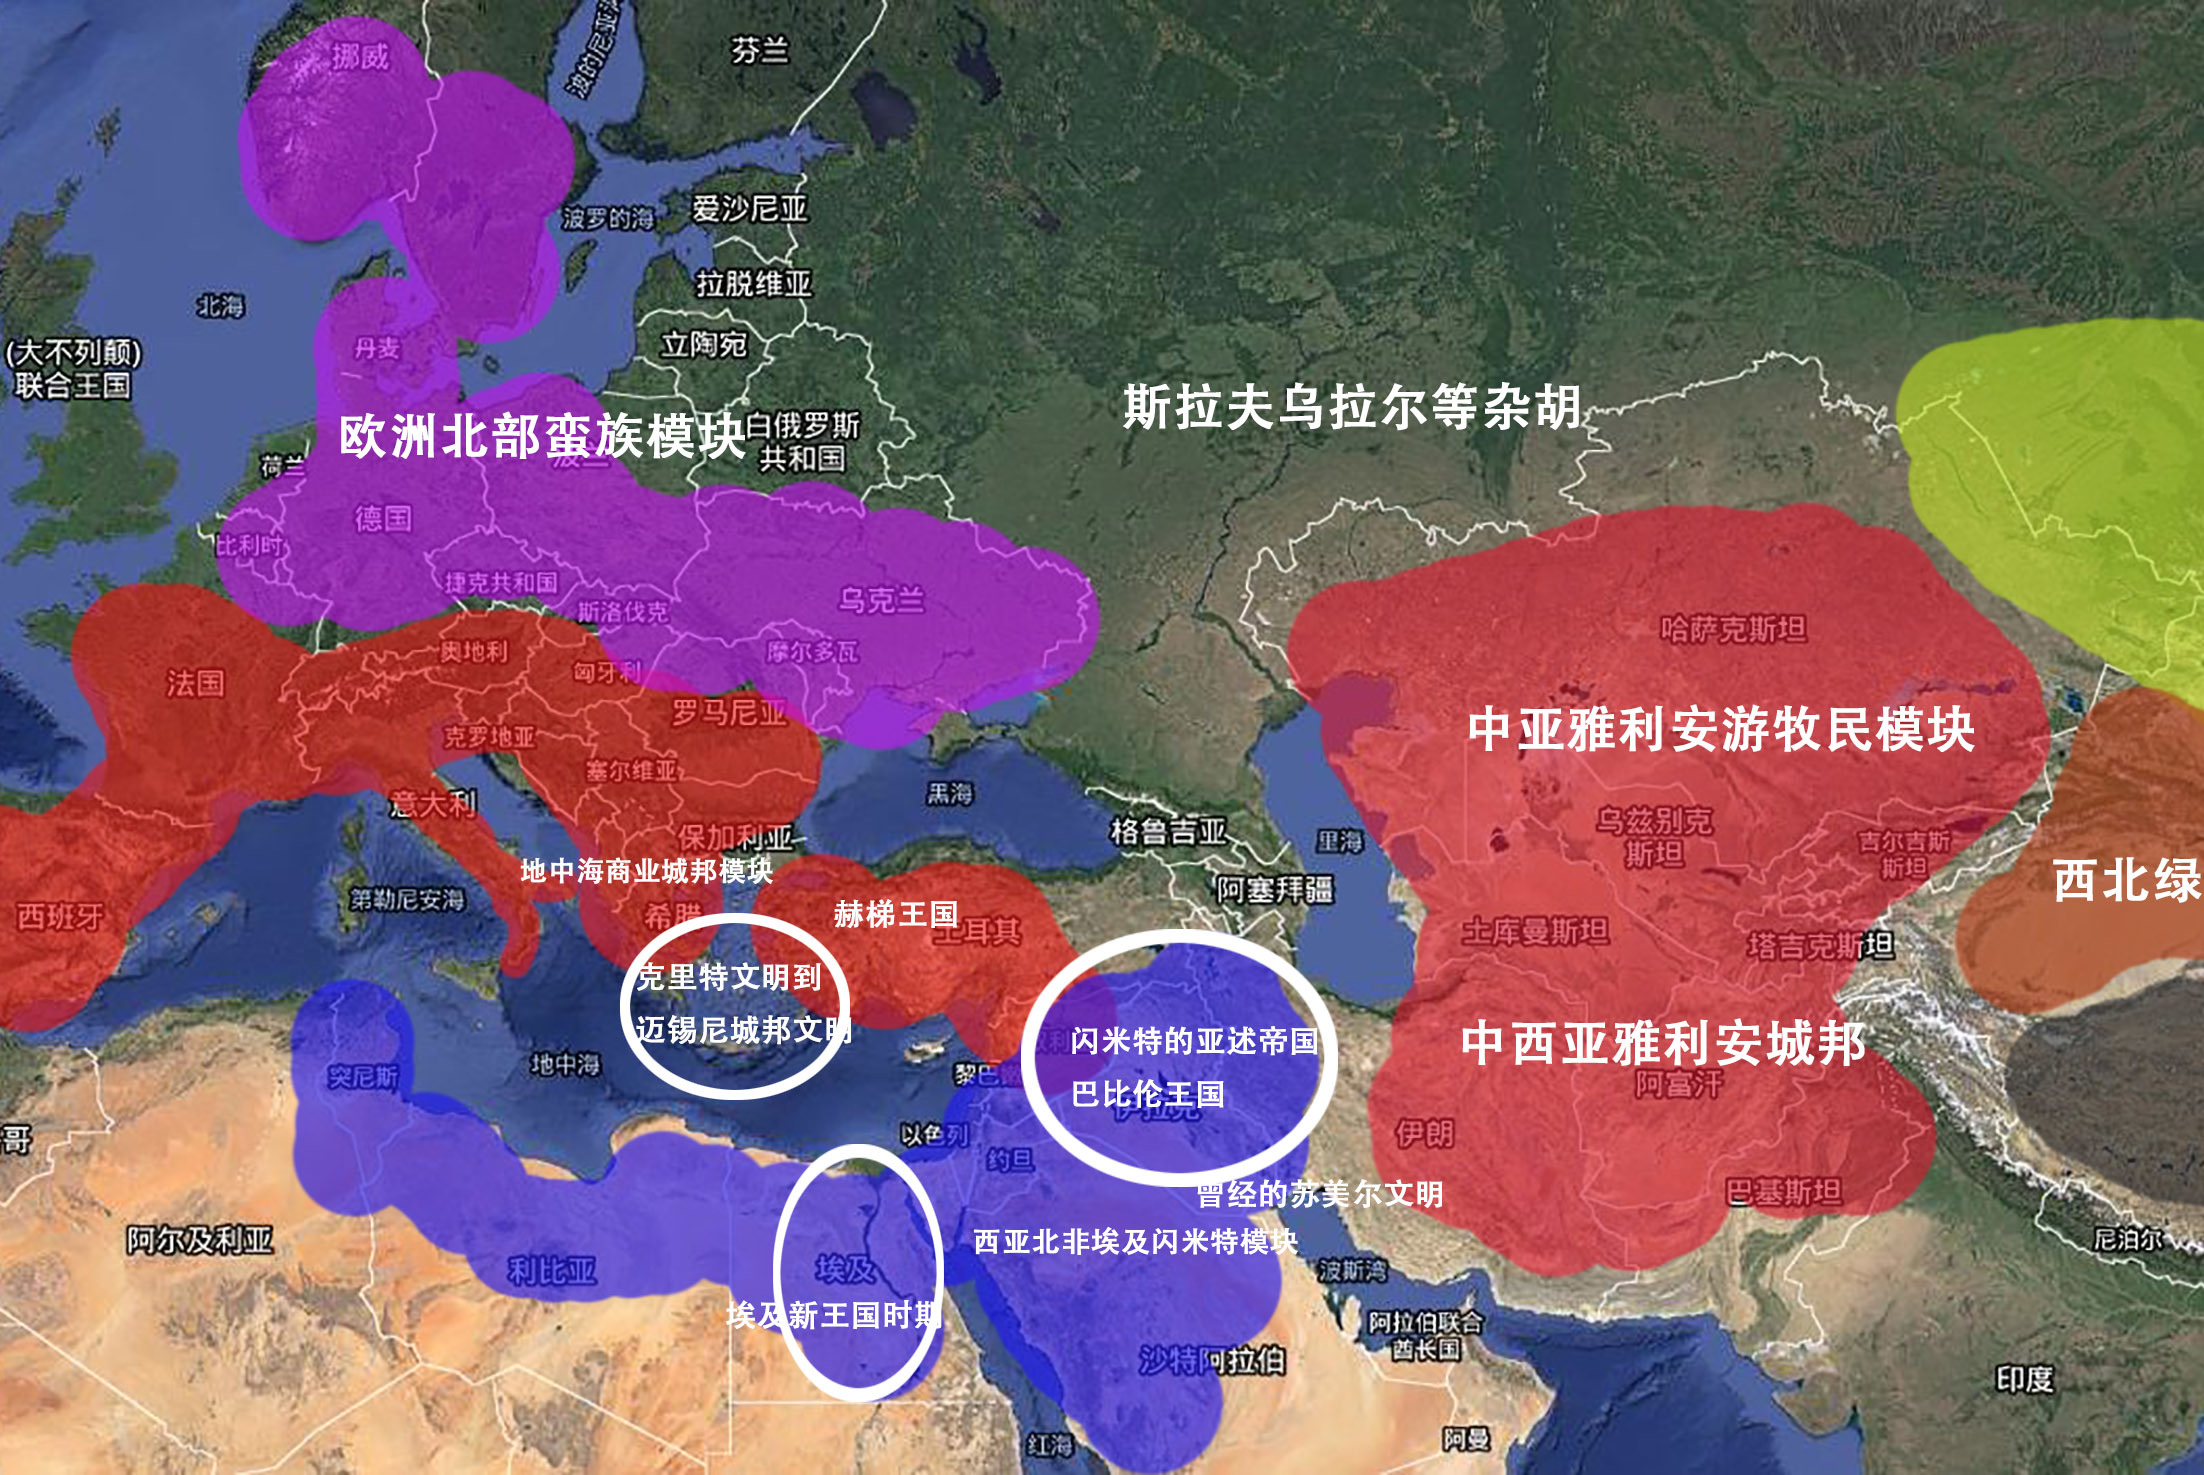 挪威
芬兰
波的尼亚湾
波罗的海
爱沙尼亚
拉脱维亚
北海
立陶宛
(大不列颠)
联合王国
丹麦
斯拉夫乌拉尔等杂胡
欧洲北部蛮族模块
白俄罗斯
共和国
波兰
荷兰
德国
比利时
捷克共和国
斯洛伐克
乌克兰
哈萨克斯坦
摩尔多瓦
奥地利
匈牙利
法国
罗马尼亚
克罗地亚
中亚雅利安游牧民模块
塞尔维亚
黑海
意大利
保加利亚
格鲁吉亚
里海
乌兹别克
斯坦
吉尔吉斯
斯坦
地中海商业城邦模块
西北绿
第勒尼安海
阿塞拜疆
西班牙
希腊
赫梯王国
土耳其
土库曼斯坦
塔吉克斯坦
克里特文明到
迈锡尼城邦文明
闪米特的亚述帝国
巴比伦王国
中西亚雅利安城邦
地中海
突尼斯
黎巴嫩
阿富汗
伊拉克
以色列
伊朗
哥
约旦
曾经的苏美尔文明
巴基斯坦
阿尔及利亚
西亚北非埃及闪米特模块
尼泊尔
利比亚
埃及
波斯湾
埃及新王国时期
阿拉伯联合
酋长国
沙特阿拉伯
印度
红海
阿曼